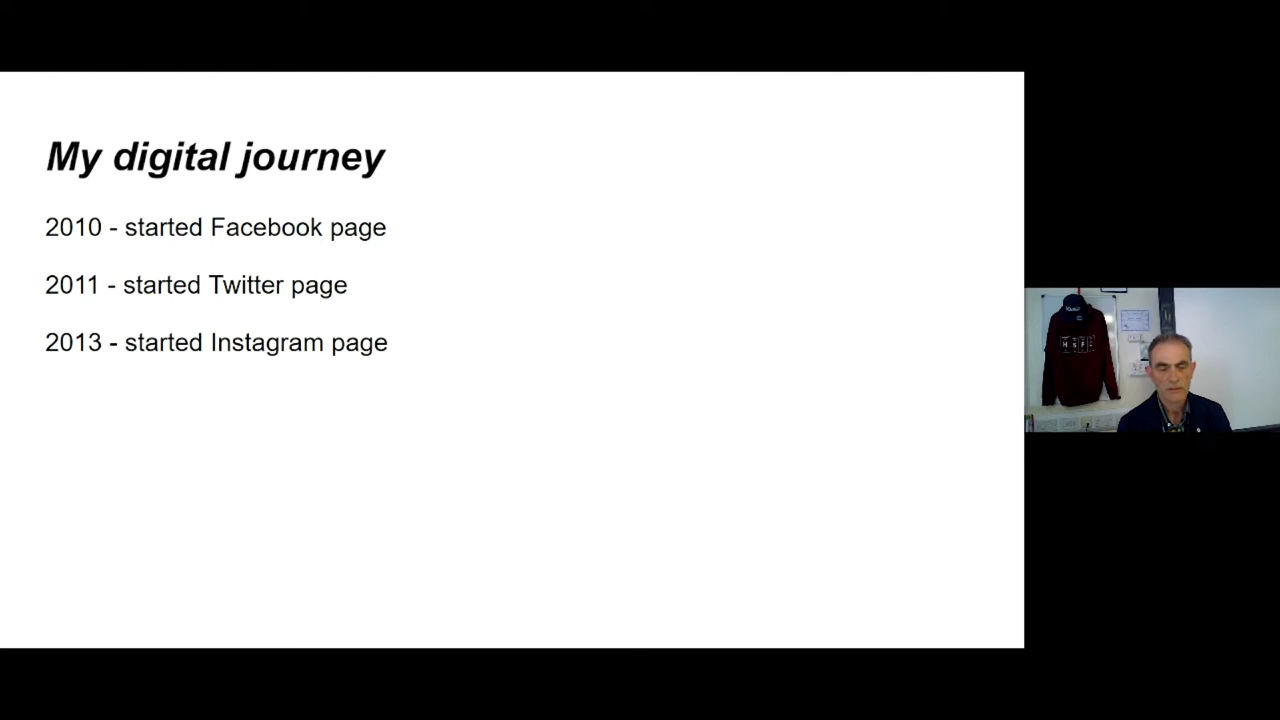 My digital journey
2010 - started Facebook page
2011 - started Twitter page
2013 - started Instagram page